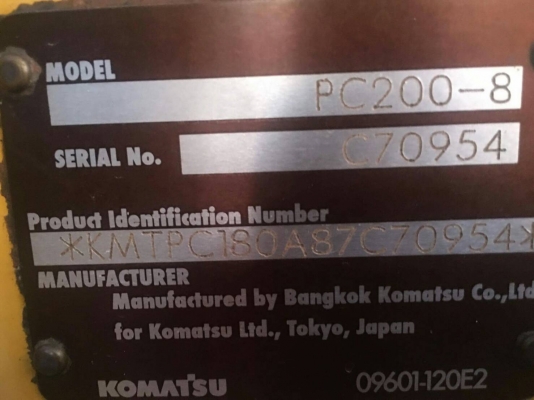 MODEL
PC200-8
SERIAL No.
C70954
Product Identification Number
*KMTPC180A87C70954*
MANUFACTURER
Manufactured by Bangkok Komatsu Co.,Ltd
for Komatsu Ltd., Tokyo, Japan
KOMATSU
09601-120E2